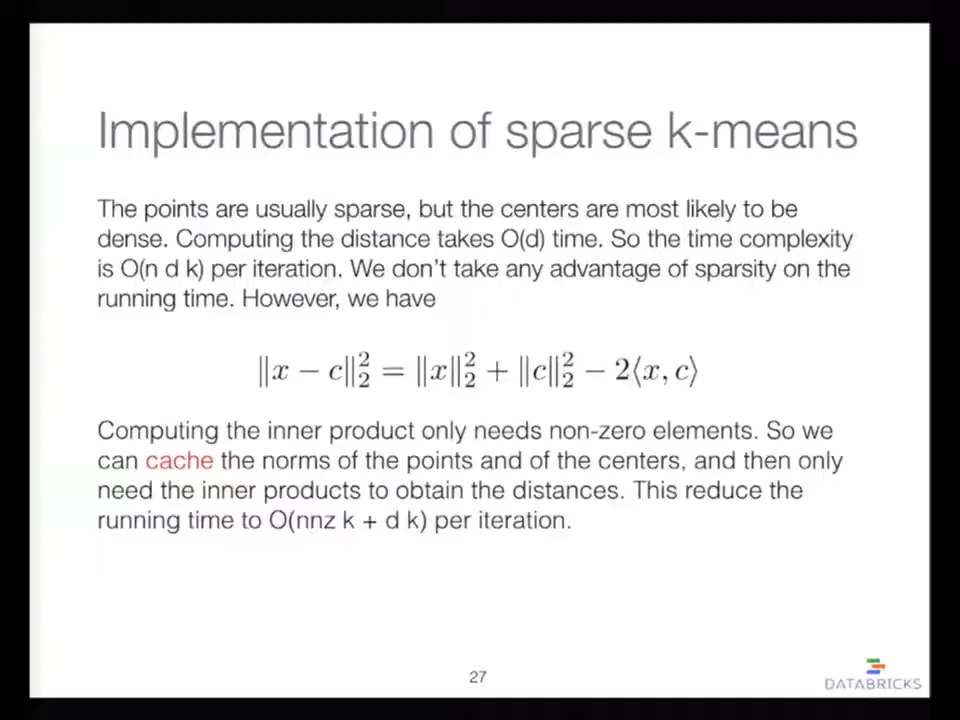 Implementation of sparse k-means
The points are usually sparse, but the centers are most likely to be
dense. Computing the distance takes O(d) time. So the time complexity
is O(n d k) per iteration. We don't take any advantage of sparsity on the
running time. However, we have
‖x − c‖₂² = ‖x‖₂² + ‖c‖₂² − 2⟨x, c⟩
Computing the inner product only needs non-zero elements. So we
can cache the norms of the points and of the centers, and then only
need the inner products to obtain the distances. This reduce the
running time to O(nnz k + d k) per iteration.
27
DATABRICKS